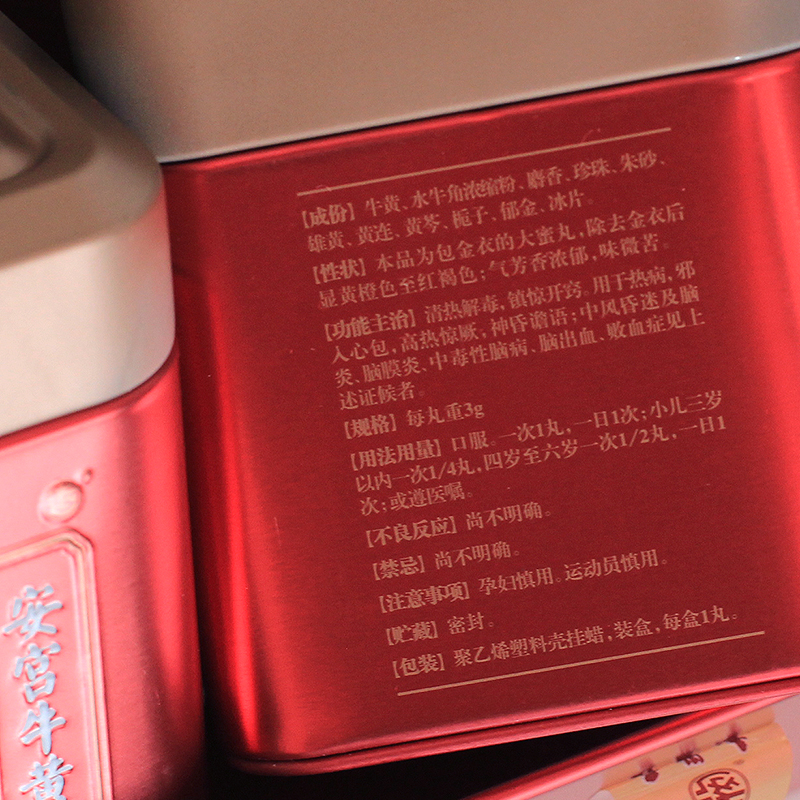 【成份】牛黄、水牛角浓缩粉、麝香、珍珠、朱砂、
雄黄、黄连、黄芩、栀子、郁金、冰片。
【性状】本品为包金衣的大蜜丸，除去金衣后
显黄橙色至红褐色；气芳香浓郁，味微苦。
【功能主治】清热解毒，镇惊开窍。用于热病，邪
入心包，高热惊厥，神昏谵语；中风昏迷及脑
炎、脑膜炎、中毒性脑病、脑出血、败血症见上
述证候者。
【规格】每丸重3g
【用法用量】口服。一次1丸，一日1次；小儿三岁
以内一次1/4丸，四岁至六岁一次1/2丸，一日1
次；或遵医嘱。
【不良反应】尚不明确。
【禁忌】尚不明确。
【注意事项】孕妇慎用。运动员慎用。
【贮藏】密封。
【包装】聚乙烯塑料壳挂蜡，装盒，每盒1丸。
安宫牛黄